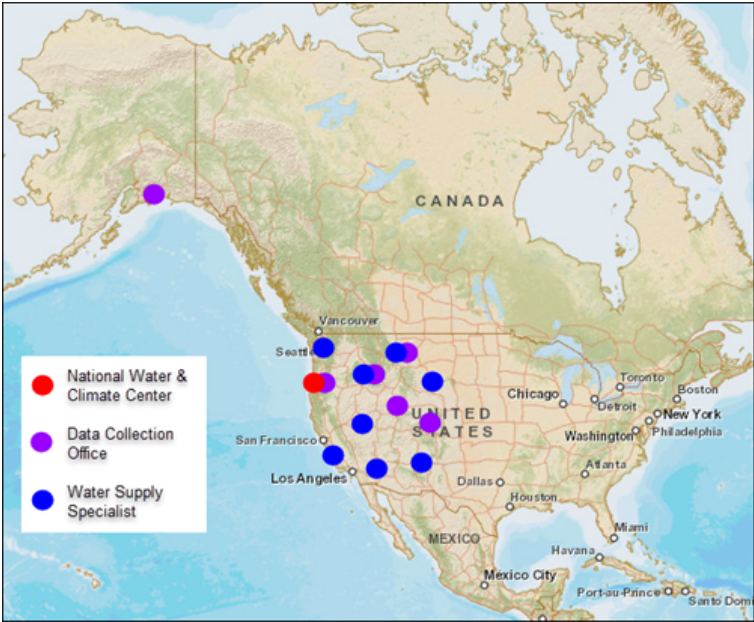 CANADA
Vancouver
Seattle
National Water &
Climate Center
Data Collection
Office
Water Supply
Specialist
Toronto
Boston
Chicago
Detroit
New York
UNITED
STATES
Philadelphia
Washington
San Francisco
Atlanta
Los Angeles
Dallas
Houston
Miami
MEXICO
Havana
México City
Port-au-Prince
Santo Domi